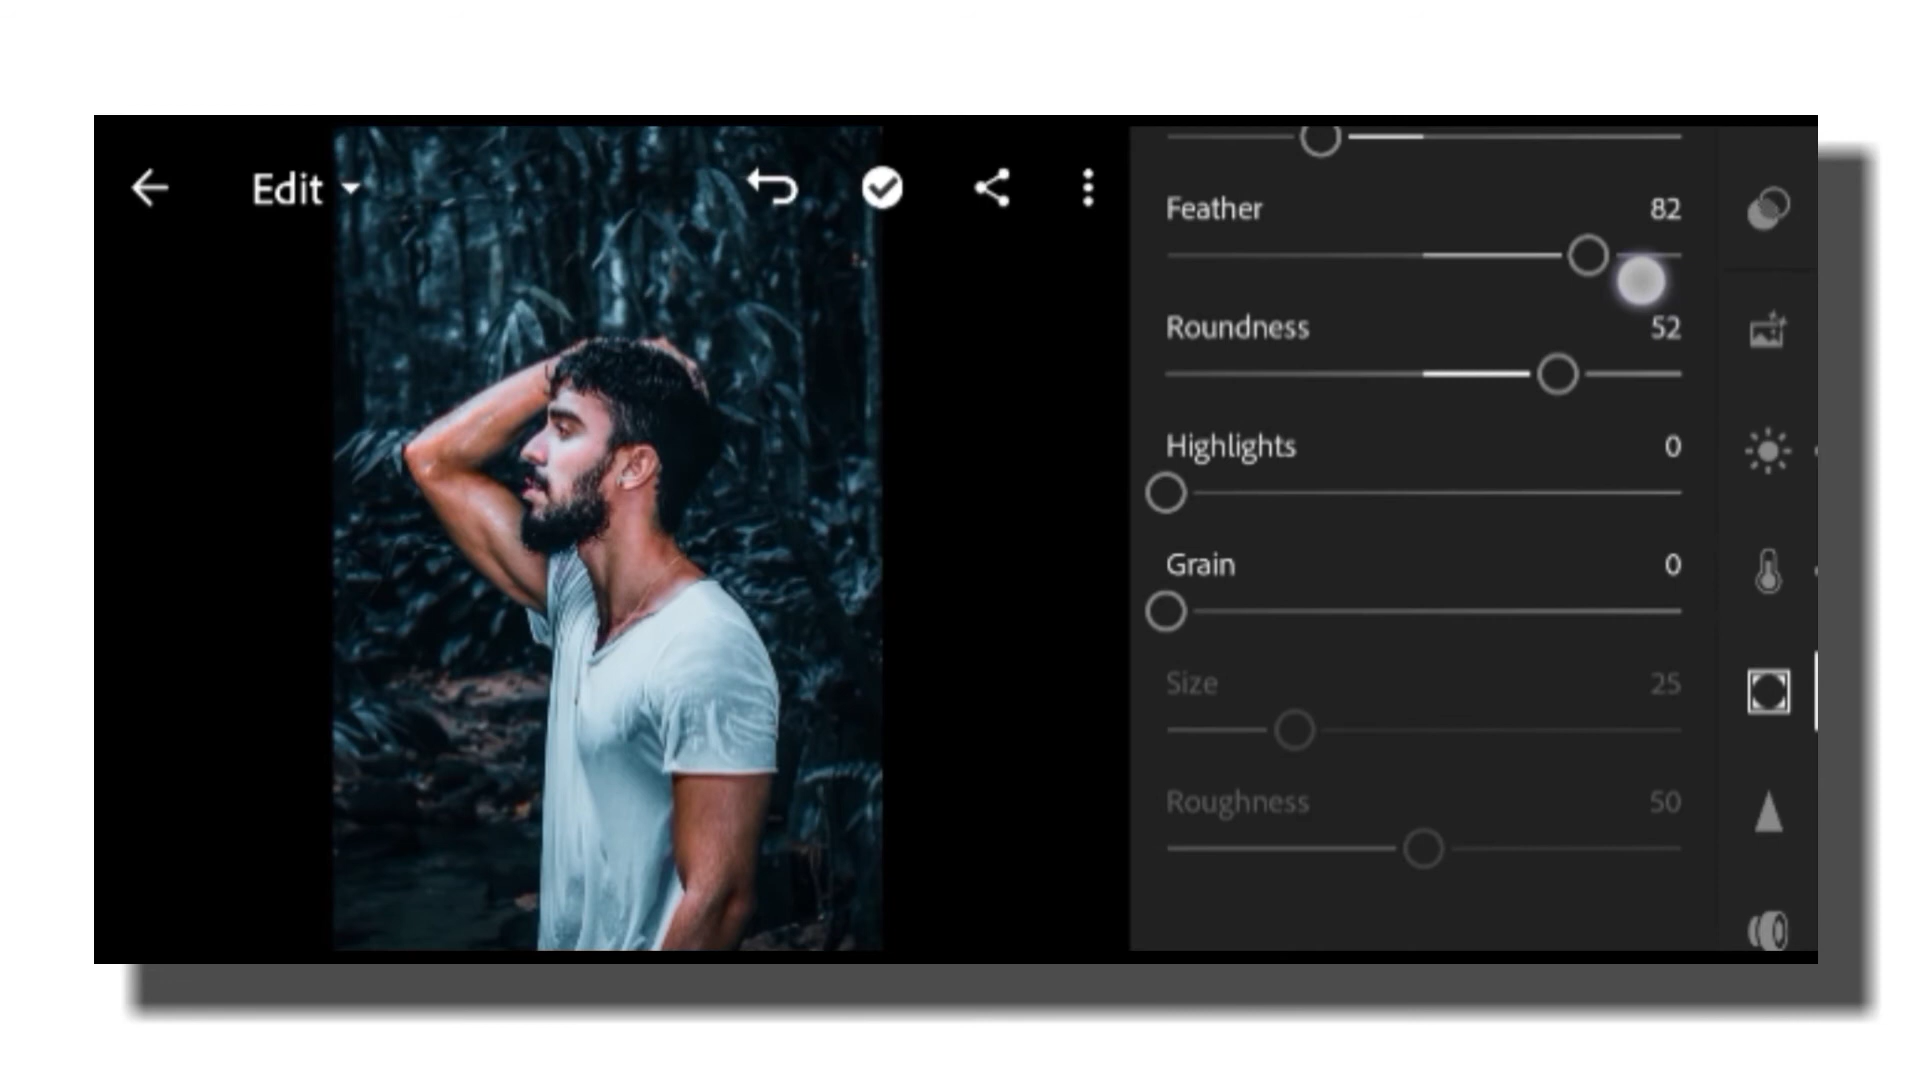 Edit
Feather 82
Roundness 52
Highlights 0
Grain 0
Size 25
Roughness 50